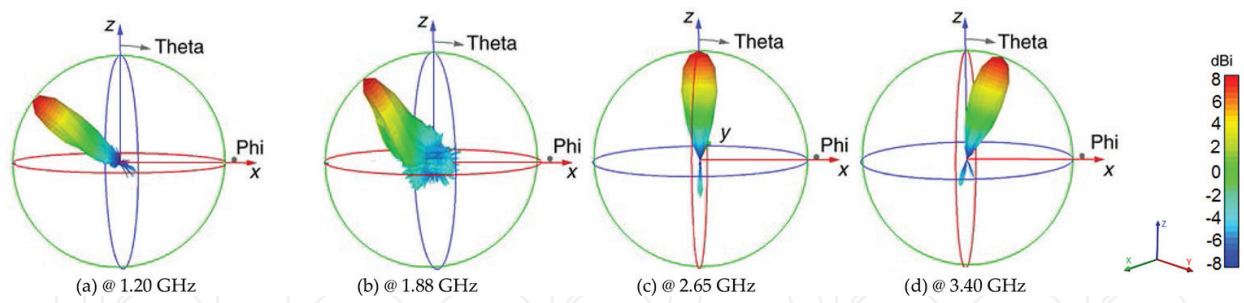 z
Theta
Phi
x
(a) @ 1.20 GHz
z
Theta
Phi
x
(b) @ 1.88 GHz
z
Theta
y
Phi
x
(c) @ 2.65 GHz
z
Theta
Phi
x
(d) @ 3.40 GHz
dBi
8
6
4
2
0
-2
-4
-6
-8
Z
X
Y